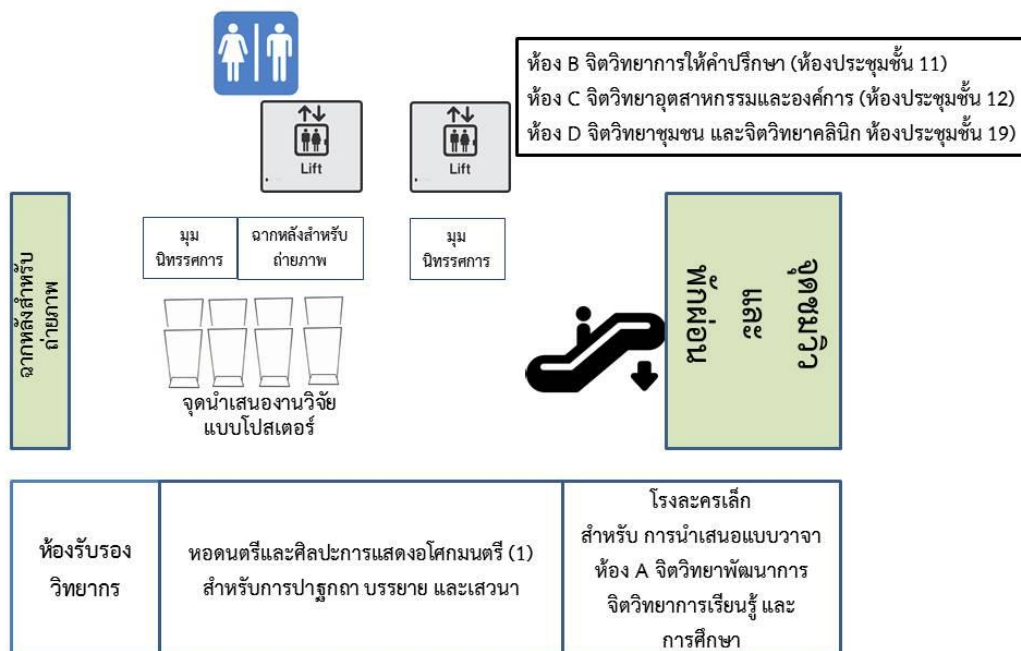 ห้อง B จิตวิทยาการให้คำปรึกษา (ห้องประชุมชั้น 11)
ห้อง C จิตวิทยาอุตสาหกรรมและองค์การ (ห้องประชุมชั้น 12)
ห้อง D จิตวิทยาชุมชน และจิตวิทยาคลินิก ห้องประชุมชั้น 19)
Lift
Lift
ฉากหลังสำหรับ
ถ่ายภาพ
มุม
นิทรรศการ
ฉากหลังสำหรับ
ถ่ายภาพ
มุม
นิทรรศการ
จุดชมวิว
และ
พักผ่อน
จุดนำเสนองานวิจัย
แบบโปสเตอร์
ห้องรับรอง
วิทยากร
หอดนตรีและศิลปะการแสดงอโศกมนตรี (1)
สำหรับการปาฐกถา บรรยาย และเสวนา
โรงละครเล็ก
สำหรับ การนำเสนอแบบวาจา
ห้อง A จิตวิทยาพัฒนาการ
จิตวิทยาการเรียนรู้ และ
การศึกษา